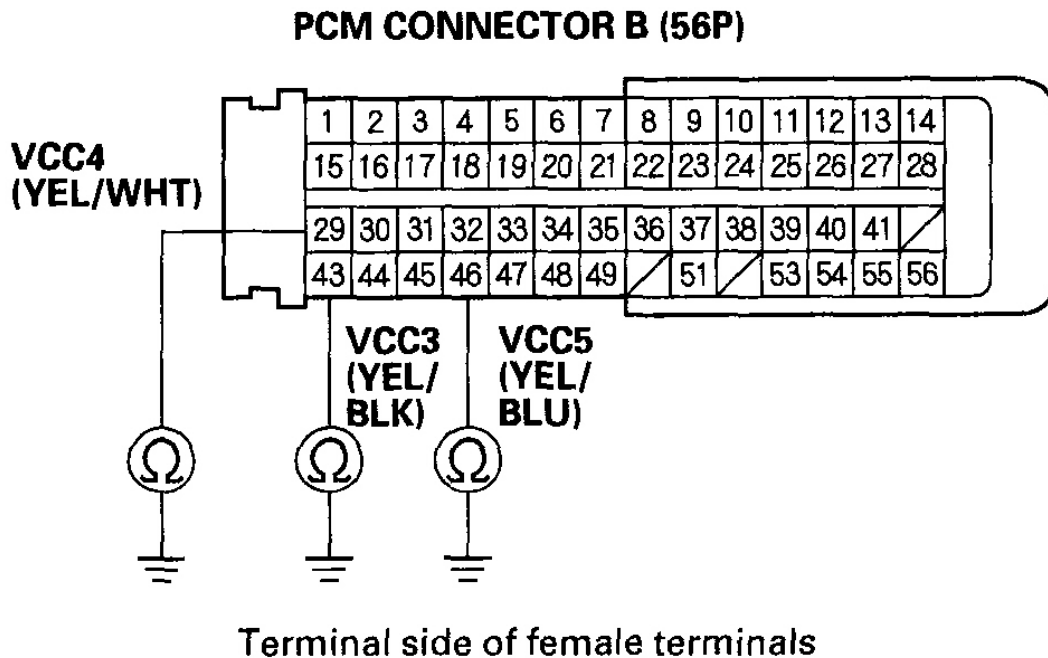 PCM CONNECTOR B (56P)
1 2 3 4 5 6 7 8 9 10 11 12 13 14
VCC4
(YEL/WHT)
15 16 17 18 19 20 21 22 23 24 25 26 27 28
29 30 31 32 33 34 35 36 37 38 39 40 41
43 44 45 46 47 48 49 51 53 54 55 56
VCC3
(YEL/
BLK)
VCC5
(YEL/
BLU)
Ω Ω Ω
Terminal side of female terminals